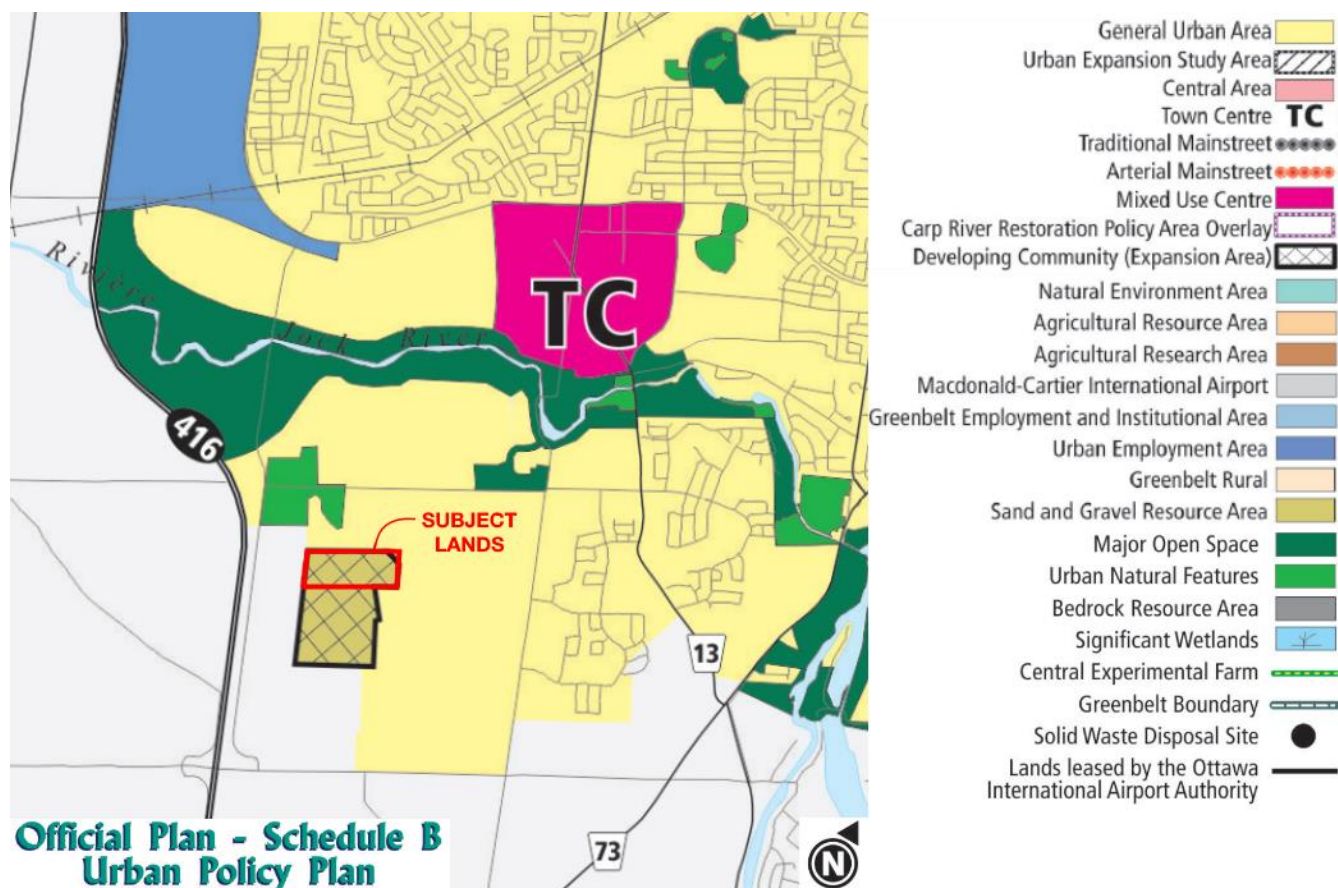 Rivière
Jock River
TC
416
SUBJECT
LANDS
13
73
N
Official Plan - Schedule B
Urban Policy Plan
General Urban Area
Urban Expansion Study Area
Central Area
Town Centre TC
Traditional Mainstreet
Arterial Mainstreet
Mixed Use Centre
Carp River Restoration Policy Area Overlay
Developing Community (Expansion Area)
Natural Environment Area
Agricultural Resource Area
Agricultural Research Area
Macdonald-Cartier International Airport
Greenbelt Employment and Institutional Area
Urban Employment Area
Greenbelt Rural
Sand and Gravel Resource Area
Major Open Space
Urban Natural Features
Bedrock Resource Area
Significant Wetlands
Central Experimental Farm
Greenbelt Boundary
Solid Waste Disposal Site
Lands leased by the Ottawa
International Airport Authority